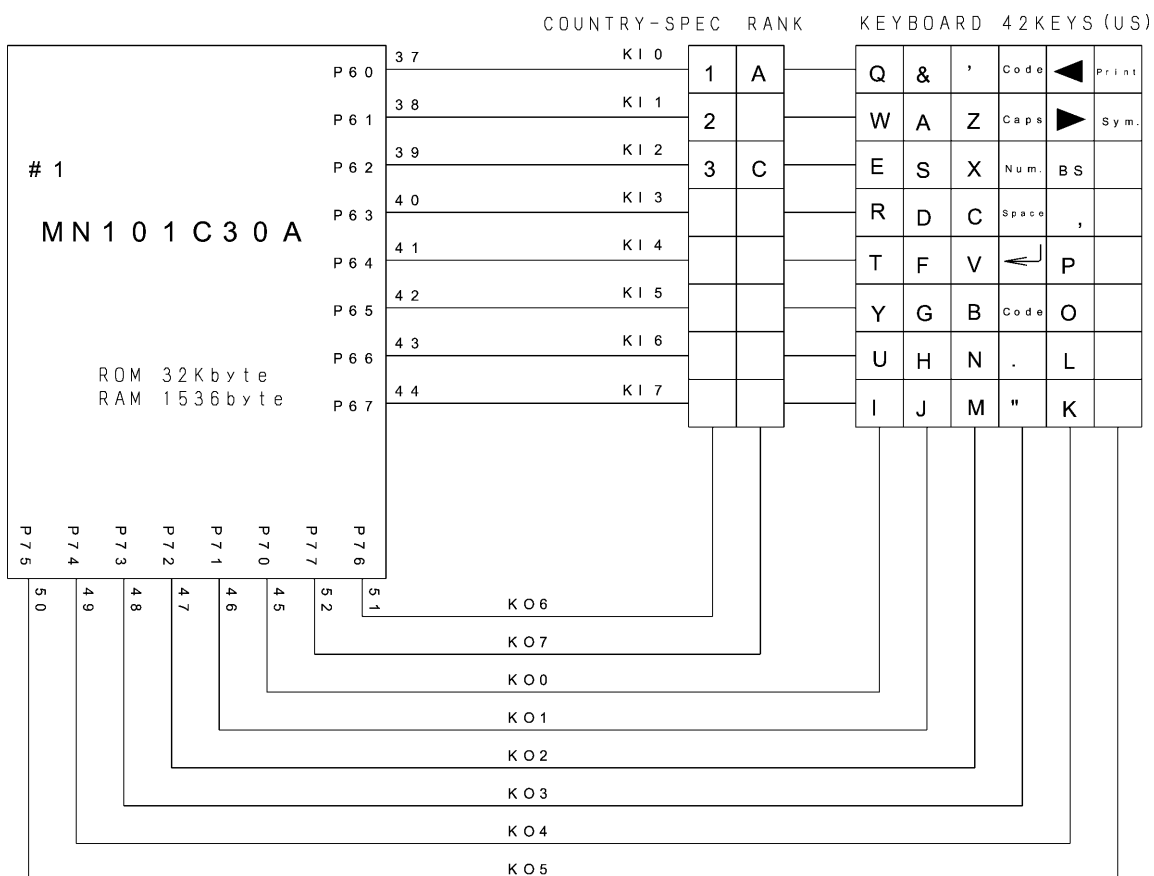 COUNTRY-SPEC RANK KEYBOARD 42KEYS(US)
P60 37 KI0 1 A Q & ' Code ◀ Print
P61 38 KI1 2 W A Z Caps ▶ Sym.
P62 39 KI2 3 C E S X Num. BS
#1
P63 40 KI3 R D C Space ,
MN101C30A
P64 41 KI4 T F V P
P65 42 KI5 Y G B Code O
P66 43 KI6 U H N . L
ROM 32Kbyte
RAM 1536byte
P67 44 KI7 I J M " K
P75 P74 P73 P72 P71 P70 P77 P76
50 49 48 47 46 45 52 51
KO6
KO7
KO0
KO1
KO2
KO3
KO4
KO5